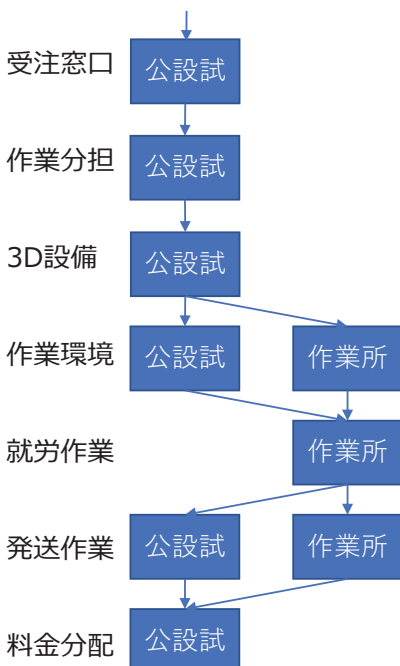 受注窓口 公設試
作業分担 公設試
3D設備 公設試
作業環境 公設試 作業所
就労作業 作業所
発送作業 公設試 作業所
料金分配 公設試